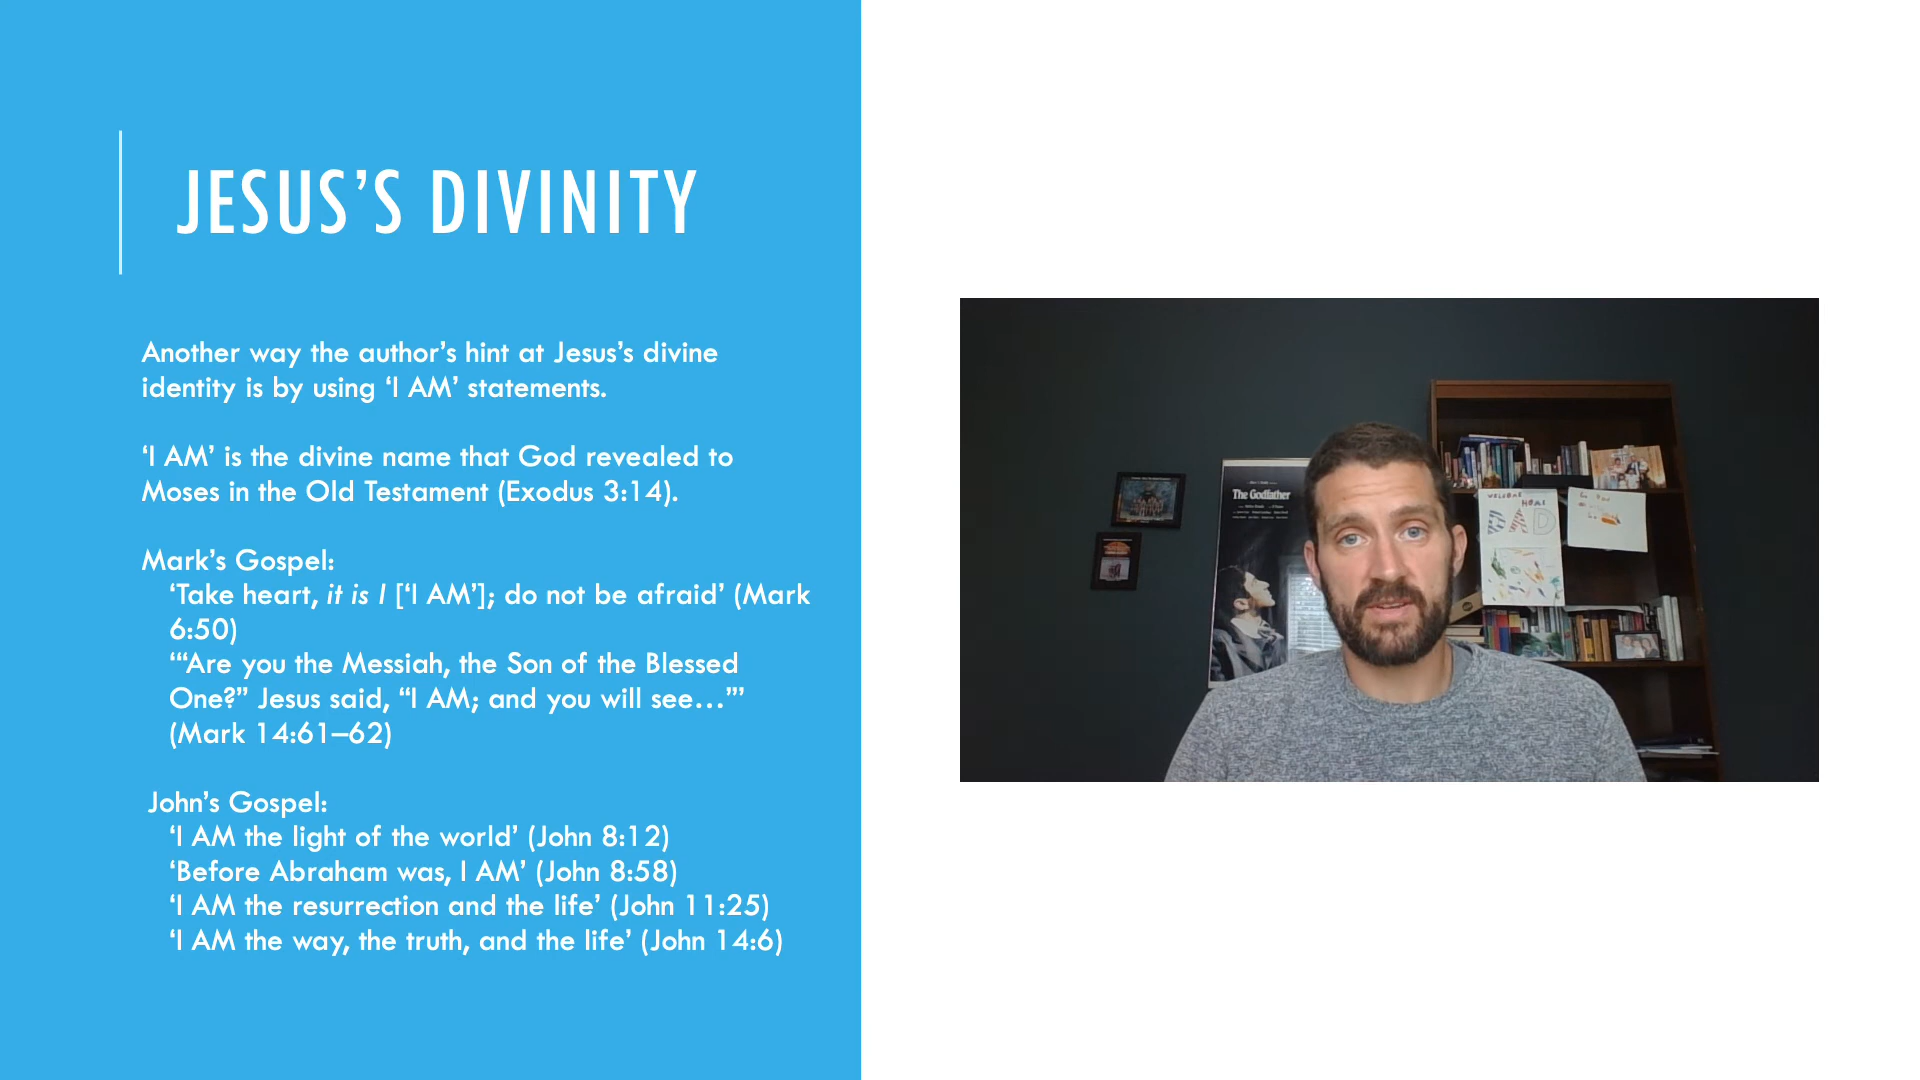 JESUS’S DIVINITY
Another way the author’s hint at Jesus’s divine
identity is by using ‘I AM’ statements.
‘I AM’ is the divine name that God revealed to
Moses in the Old Testament (Exodus 3:14).
Mark’s Gospel:
‘Take heart, it is I [‘I AM’]; do not be afraid’ (Mark
6:50)
‘“Are you the Messiah, the Son of the Blessed
One?” Jesus said, “I AM; and you will see…”’
(Mark 14:61–62)
John’s Gospel:
‘I AM the light of the world’ (John 8:12)
‘Before Abraham was, I AM’ (John 8:58)
‘I AM the resurrection and the life’ (John 11:25)
‘I AM the way, the truth, and the life’ (John 14:6)
The Godfather
DAD